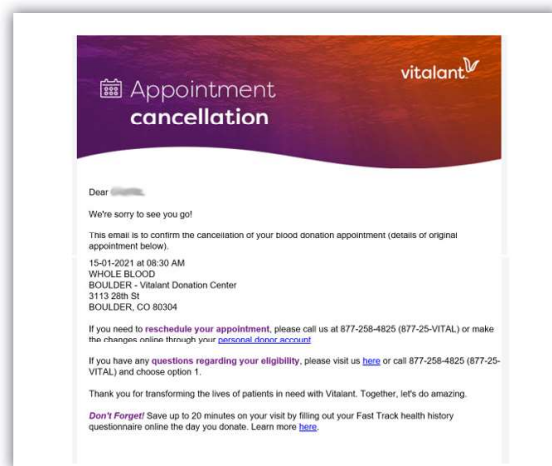 Appointment
cancellation
vitalant
Dear
We're sorry to see you go!
This email is to confirm the cancellation of your blood donation appointment (details of original
appointment below).
15-01-2021 at 08:30 AM
WHOLE BLOOD
BOULDER - Vitalant Donation Center
3113 28th St
BOULDER, CO 80304
If you need to reschedule your appointment, please call us at 877-258-4825 (877-25-VITAL) or make
the changes online through your personal donor account
If you have any questions regarding your eligibility, please visit us here or call 877-258-4825 (877-25-
VITAL) and choose option 1.
Thank you for transforming the lives of patients in need with Vitalant. Together, let's do amazing.
Don't Forget! Save up to 20 minutes on your visit by filling out your Fast Track health history
questionnaire online the day you donate. Learn more here.